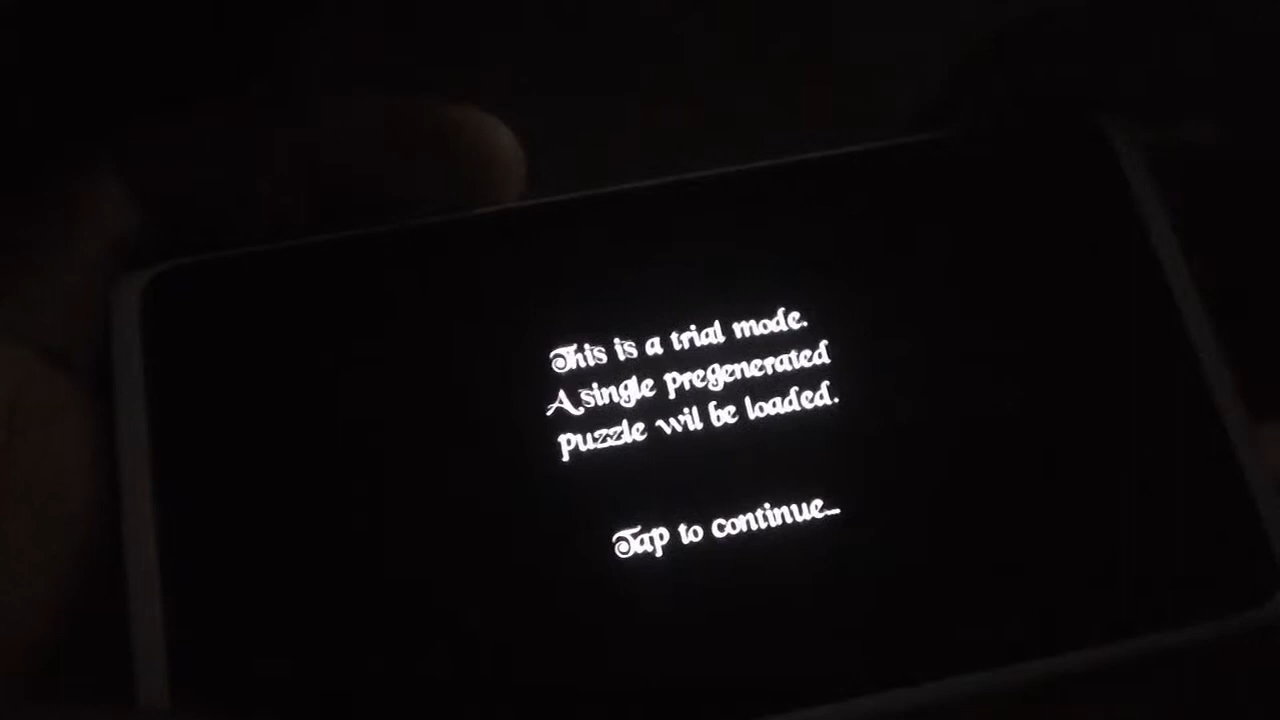 This is a trial mode.
A single pregenerated
puzzle wil be loaded.
Tap to continue...